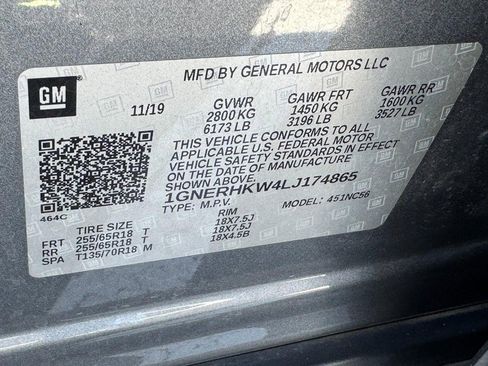 MFD BY GENERAL MOTORS LLC
GM
11/19 GVWR GAWR FRT GAWR RR
2800 KG 1450 KG 1600 KG
6173 LB 3196 LB 3527 LB
THIS VEHICLE CONFORMS TO ALL
APPLICABLE U.S. FEDERAL MOTOR
VEHICLE SAFETY STANDARDS IN EFFECT
ON THE DATE OF MANUFACTURE
1GNERHKW4LJ174865
464C TYPE: M.P.V. MODEL: 451NC56
TIRE SIZE RIM
FRT 255/65R18 T 18X7.5J
RR 255/65R18 T 18X7.5J
SPA T135/70R18 M 18X4.5B